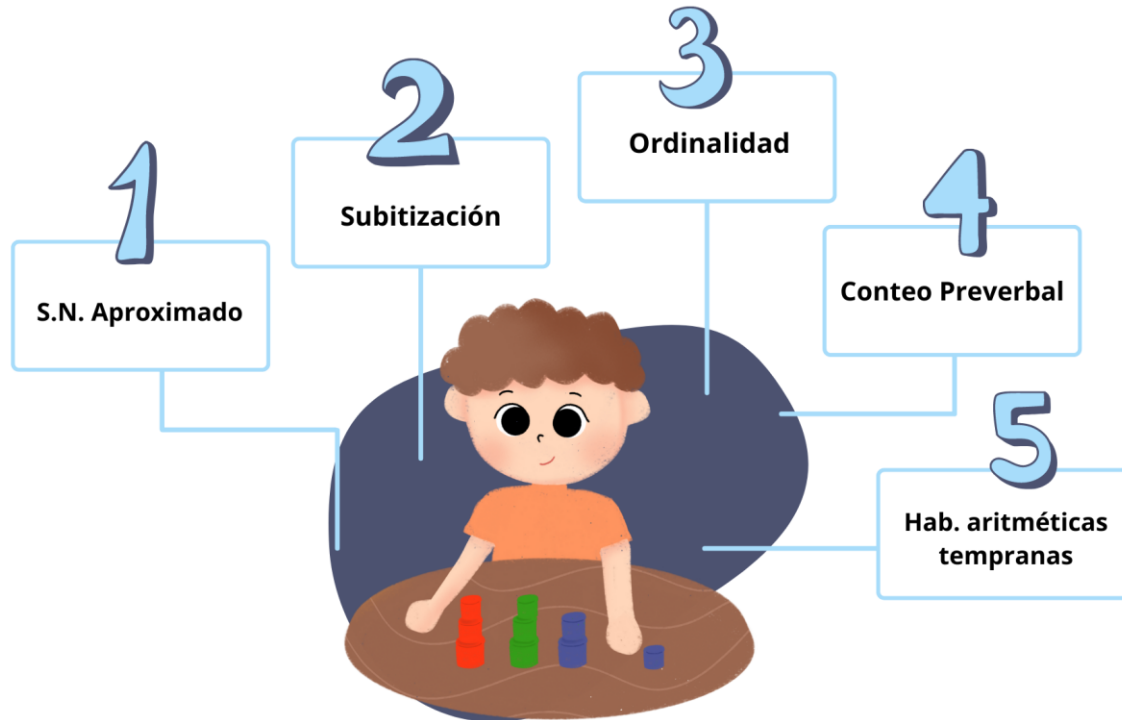 1
S.N. Aproximado
2
Subitización
3
Ordinalidad
4
Conteo Preverbal
5
Hab. aritméticas
tempranas